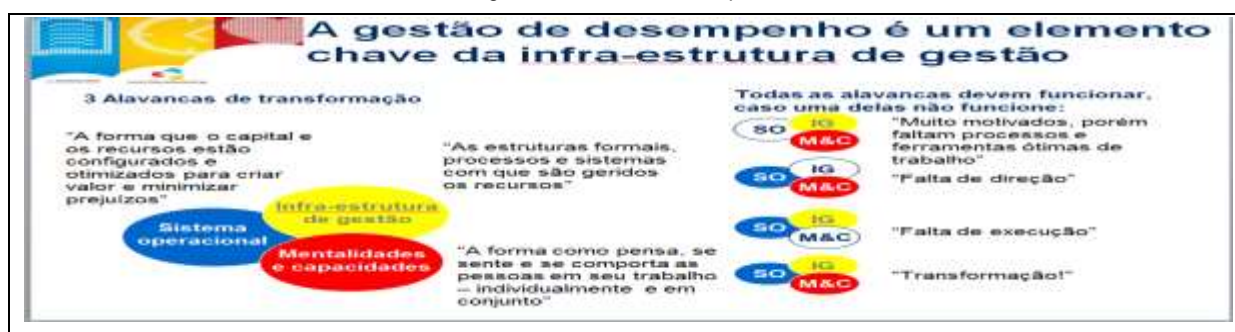 A gestão de desempenho é um elemento
chave da infra-estrutura de gestão
3 Alavancas de transformação
"A forma que o capital e
os recursos estão
configurados e
otimizados para criar
valor e minimizar
prejuízos"
"As estruturas formais,
processos e sistemas
com que são geridos
os recursos"
Infra-estrutura
de gestão
Sistema
operacional
Mentalidades
e capacidades
"A forma como pensa, se
sente e se comporta as
pessoas em seu trabalho
– individualmente e em
conjunto"
Todas as alavancas devem funcionar,
caso uma delas não funcione:
SO IG
M&C
"Muito motivados, porém
faltam processos e
ferramentas ótimas de
trabalho"
SO IG
M&C
"Falta de direção"
SO IG
M&C
"Falta de execução"
SO IG
M&C
"Transformação!"